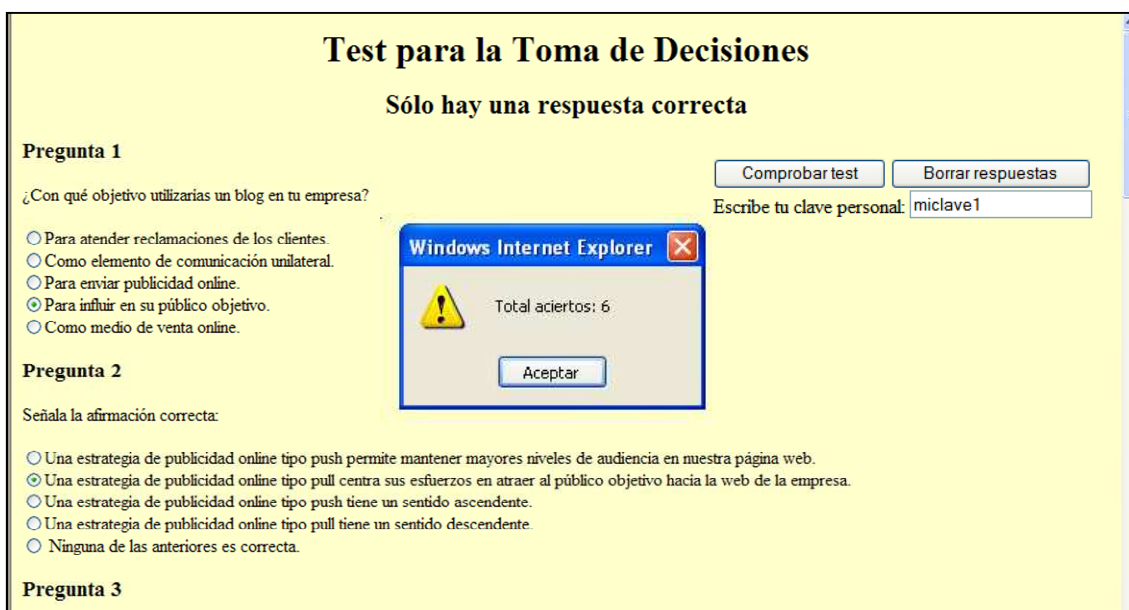 Test para la Toma de Decisiones
Sólo hay una respuesta correcta
Pregunta 1
Comprobar test
Borrar respuestas
¿Con qué objetivo utilizarias un blog en tu empresa?
Escribe tu clave personal: miclave1
Para atender reclamaciones de los clientes.
Como elemento de comunicación unilateral.
Para enviar publicidad online.
Para influir en su público objetivo.
Como medio de venta online.
Windows Internet Explorer
Total aciertos: 6
Aceptar
Pregunta 2
Señala la afirmación correcta:
Una estrategia de publicidad online tipo push permite mantener mayores niveles de audiencia en nuestra página web.
Una estrategia de publicidad online tipo pull centra sus esfuerzos en atraer al público objetivo hacia la web de la empresa.
Una estrategia de publicidad online tipo push tiene un sentido ascendente.
Una estrategia de publicidad online tipo pull tiene un sentido descendente.
Ninguna de las anteriores es correcta.
Pregunta 3